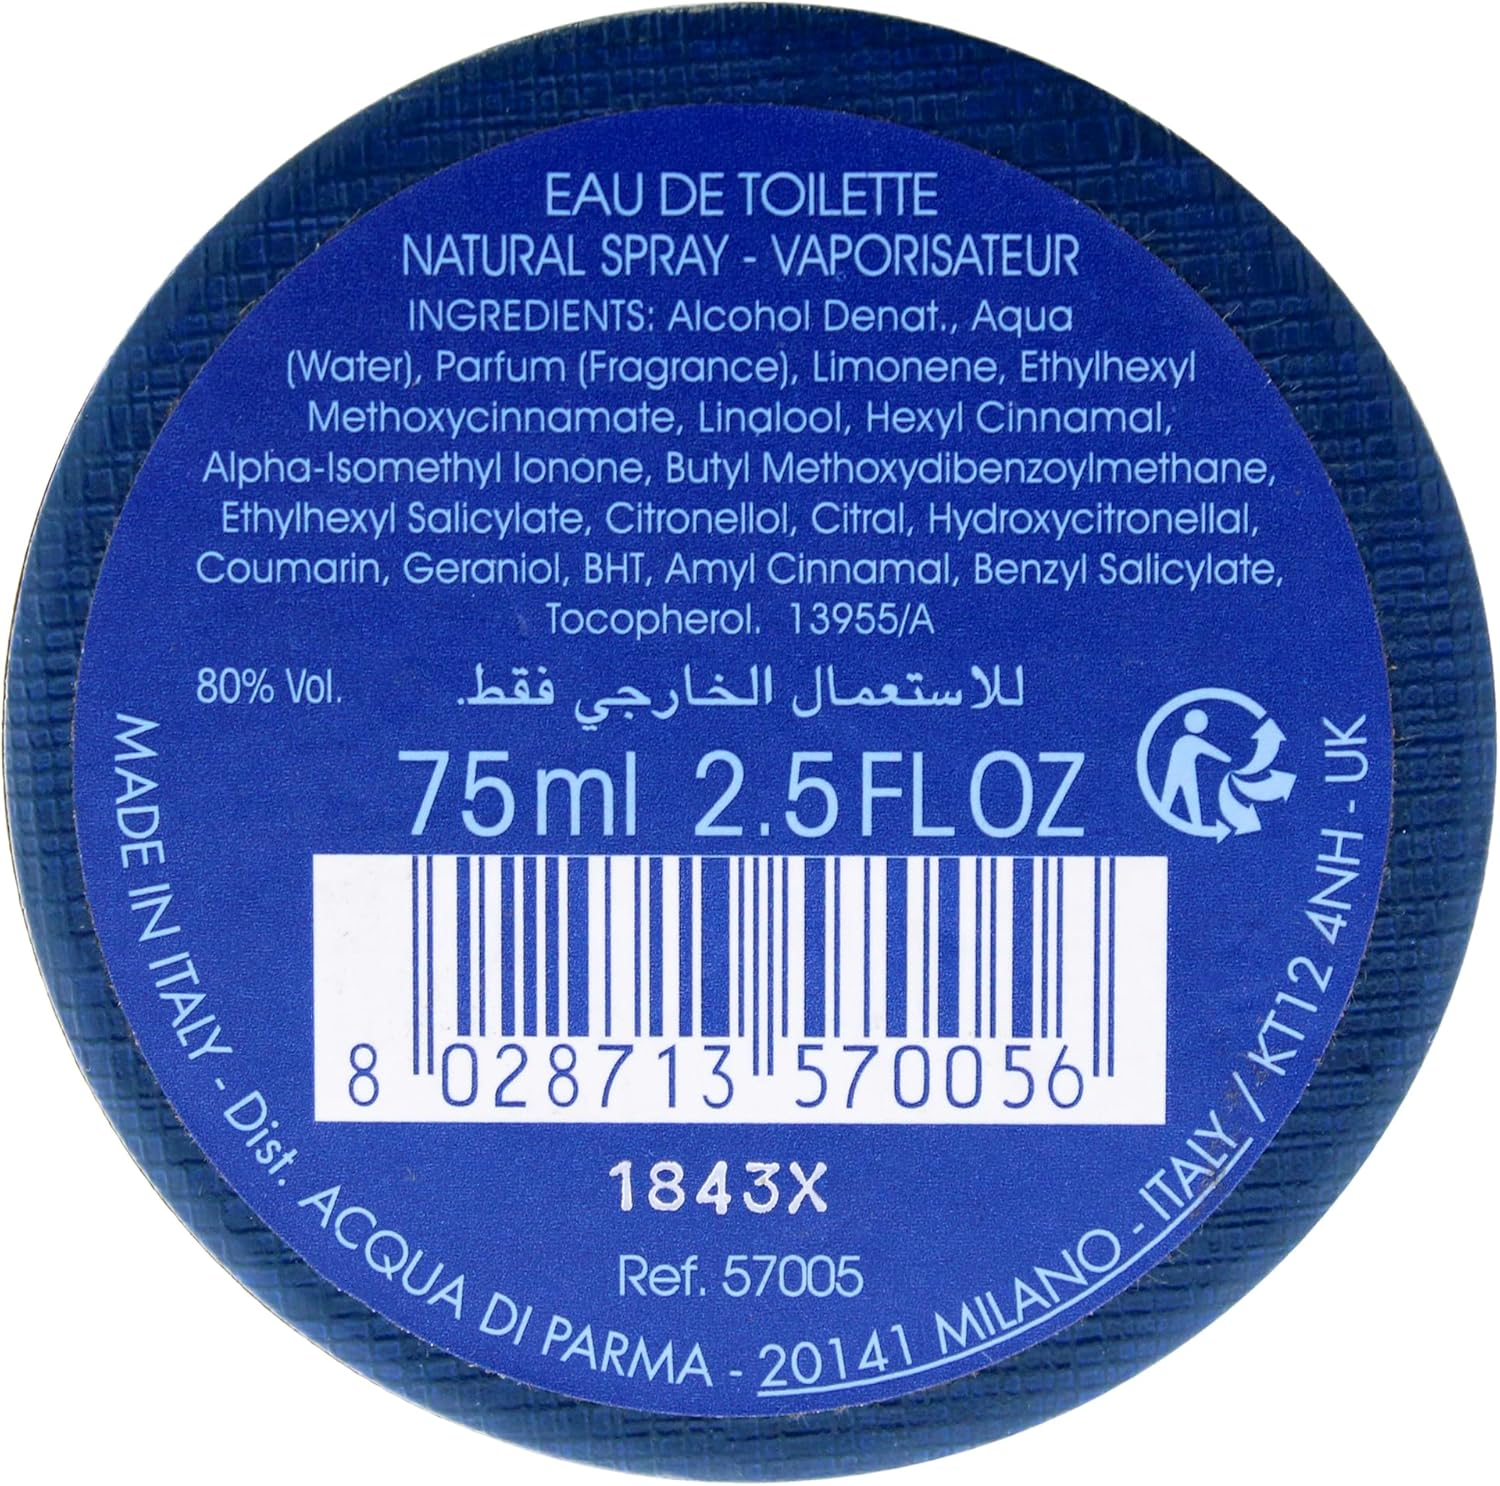 EAU DE TOILETTE
NATURAL SPRAY - VAPORISATEUR
INGREDIENTS: Alcohol Denat., Aqua
(Water), Parfum (Fragrance), Limonene, Ethylhexyl
Methoxycinnamate, Linalool, Hexyl Cinnamal,
Alpha-Isomethyl Ionone, Butyl Methoxydibenzoylmethane,
Ethylhexyl Salicylate, Citronellol, Citral, Hydroxycitronellal,
Coumarin, Geraniol, BHT, Amyl Cinnamal, Benzyl Salicylate,
Tocopherol. 13955/A
80% Vol.
للاستعمال الخارجي فقط.
75ml 2.5FL OZ
8 028713 570056
1843X
Ref. 57005
MADE IN ITALY - Dist. ACQUA DI PARMA - 20141 MILANO - ITALY / KT12 4NH - UK